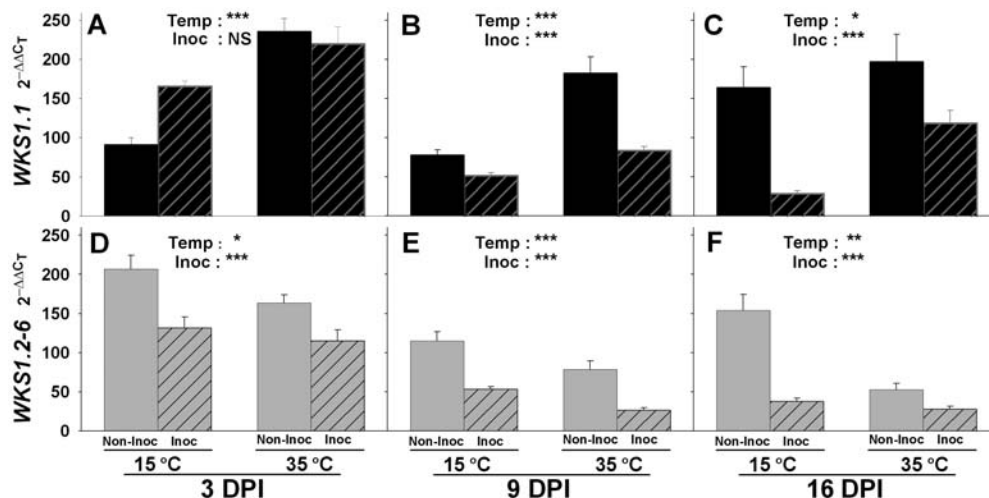 A
Temp : ***
Inoc : NS
B
Temp : ***
Inoc : ***
C
Temp : *
Inoc : ***
WKS1.1 2^−ΔΔCT
250
200
150
100
50
0
D
Temp : *
Inoc : ***
E
Temp : ***
Inoc : ***
F
Temp : **
Inoc : ***
WKS1.2-6 2^−ΔΔCT
250
200
150
100
50
0
Non-Inoc Inoc Non-Inoc Inoc Non-Inoc Inoc Non-Inoc Inoc Non-Inoc Inoc Non-Inoc Inoc
15 °C 35 °C 15 °C 35 °C 15 °C 35 °C
3 DPI 9 DPI 16 DPI